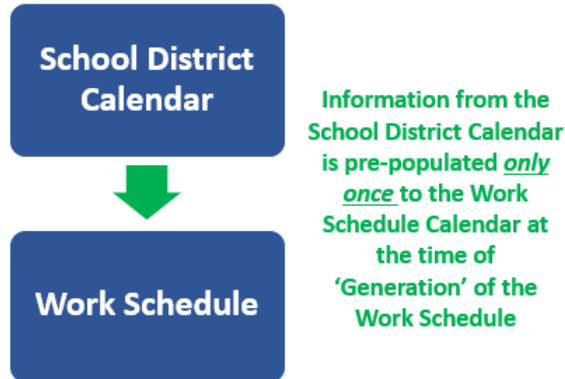 School District
Calendar
Information from the
School District Calendar
is pre-populated only
once to the Work
Schedule Calendar at
the time of
‘Generation’ of the
Work Schedule
Work Schedule